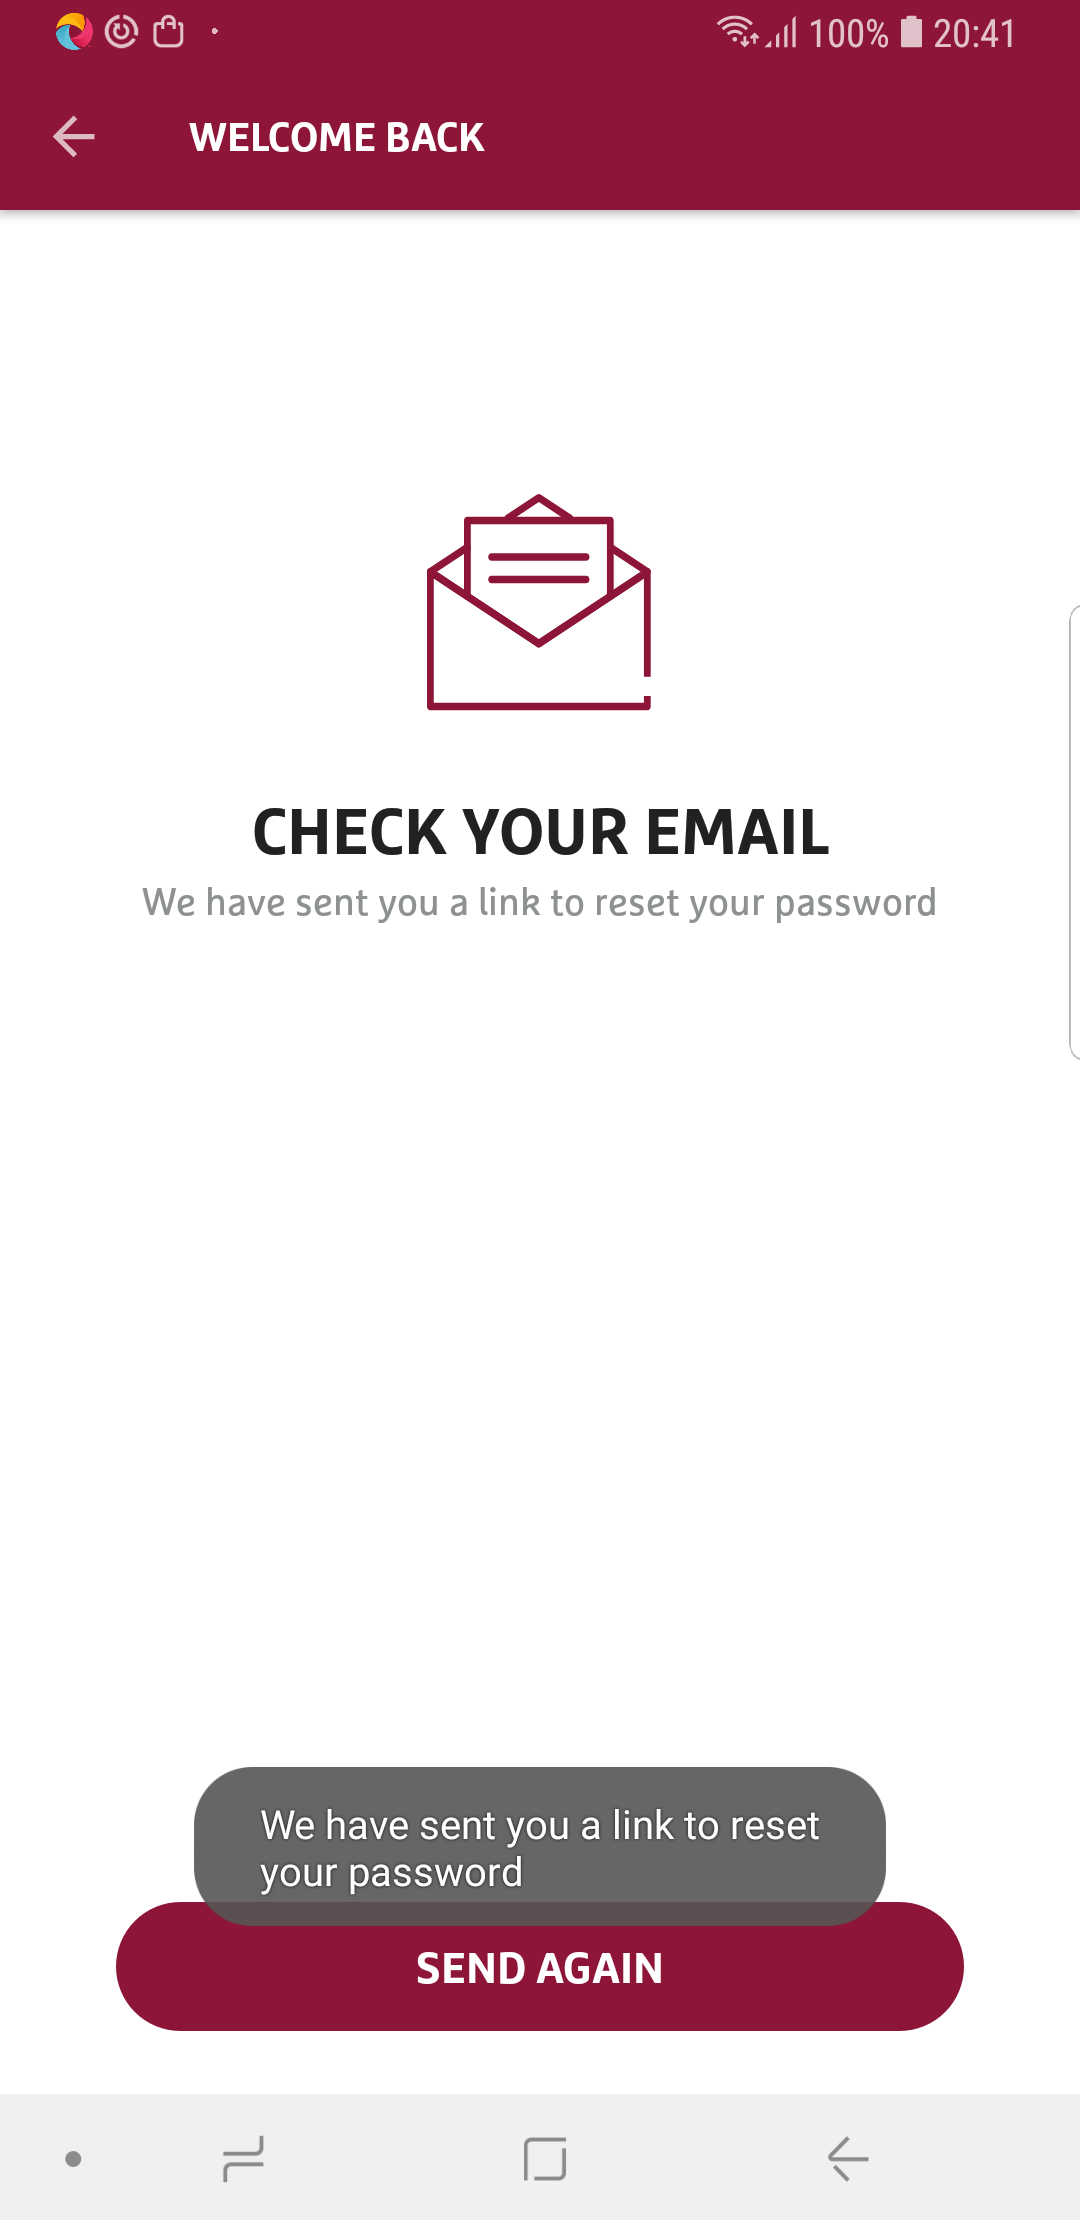 100% 20:41
WELCOME BACK
CHECK YOUR EMAIL
We have sent you a link to reset your password
We have sent you a link to reset
your password
SEND AGAIN